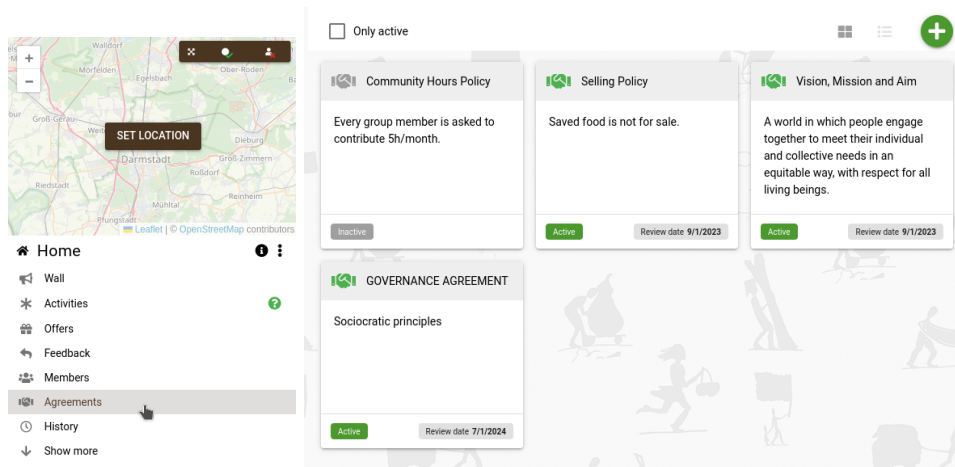 Only active
+
−
Walldorf
Mörfelden
Egelsbach
Ober-Roden
Groß-Gerau
SET LOCATION
Dieburg
Darmstadt
Groß-Zimmern
Roßdorf
Riedstadt
Reinheim
Mühltal
Pfungstadt
Leaflet | © OpenStreetMap contributors
Home
Wall
Activities
Offers
Feedback
Members
Agreements
History
Show more
Community Hours Policy
Every group member is asked to
contribute 5h/month.
Inactive
Selling Policy
Saved food is not for sale.
Active
Review date 9/1/2023
Vision, Mission and Aim
A world in which people engage
together to meet their individual
and collective needs in an
equitable way, with respect for all
living beings.
Active
Review date 9/1/2023
GOVERNANCE AGREEMENT
Sociocratic principles
Active
Review date 7/1/2024